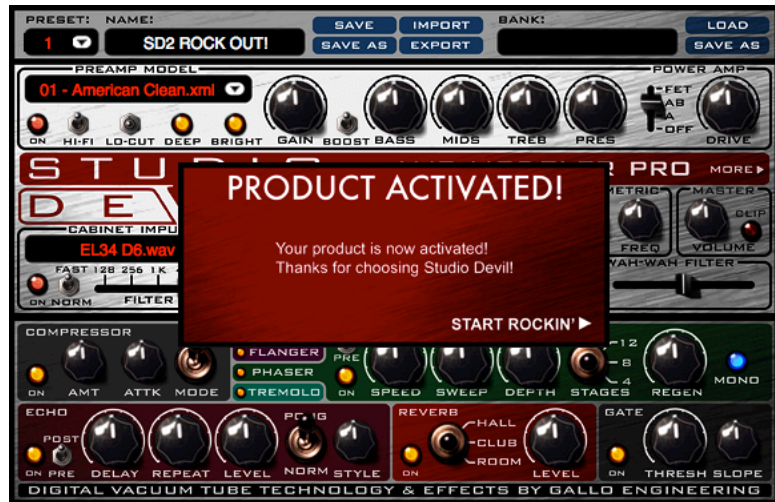 PRESET: NAME: SAVE IMPORT BANK: LOAD
1 SD2 ROCK OUT! SAVE AS EXPORT SAVE AS
PREAMP MODEL POWER AMP
01 - American Clean.xml FET
AB
A
OFF
ON HI-FI LO-CUT DEEP BRIGHT GAIN BOOST BASS MIDS TREB PRES DRIVE
STUDIO PRO MORE
DE
METRIC MASTER
CLIP
CABINET IMPU
EL34 D6.wav FREQ VOLUME
FAST 128 256 1K WAH-WAH FILTER
ON NORM FILTER
PRODUCT ACTIVATED!
Your product is now activated!
Thanks for choosing Studio Devil!
START ROCKIN'
COMPRESSOR FLANGER PRE 12
PHASER 8
TREMOLO 4
ON AMT ATTK MODE ON SPEED SWEEP DEPTH STAGES REGEN MONO
ECHO REVERB GATE
POST HALL
CLUB
ROOM
ON PRE DELAY REPEAT LEVEL NORM STYLE ON LEVEL ON THRESH SLOPE
DIGITAL VACUUM TUBE TECHNOLOGY & EFFECTS BY GALLO ENGINEERING